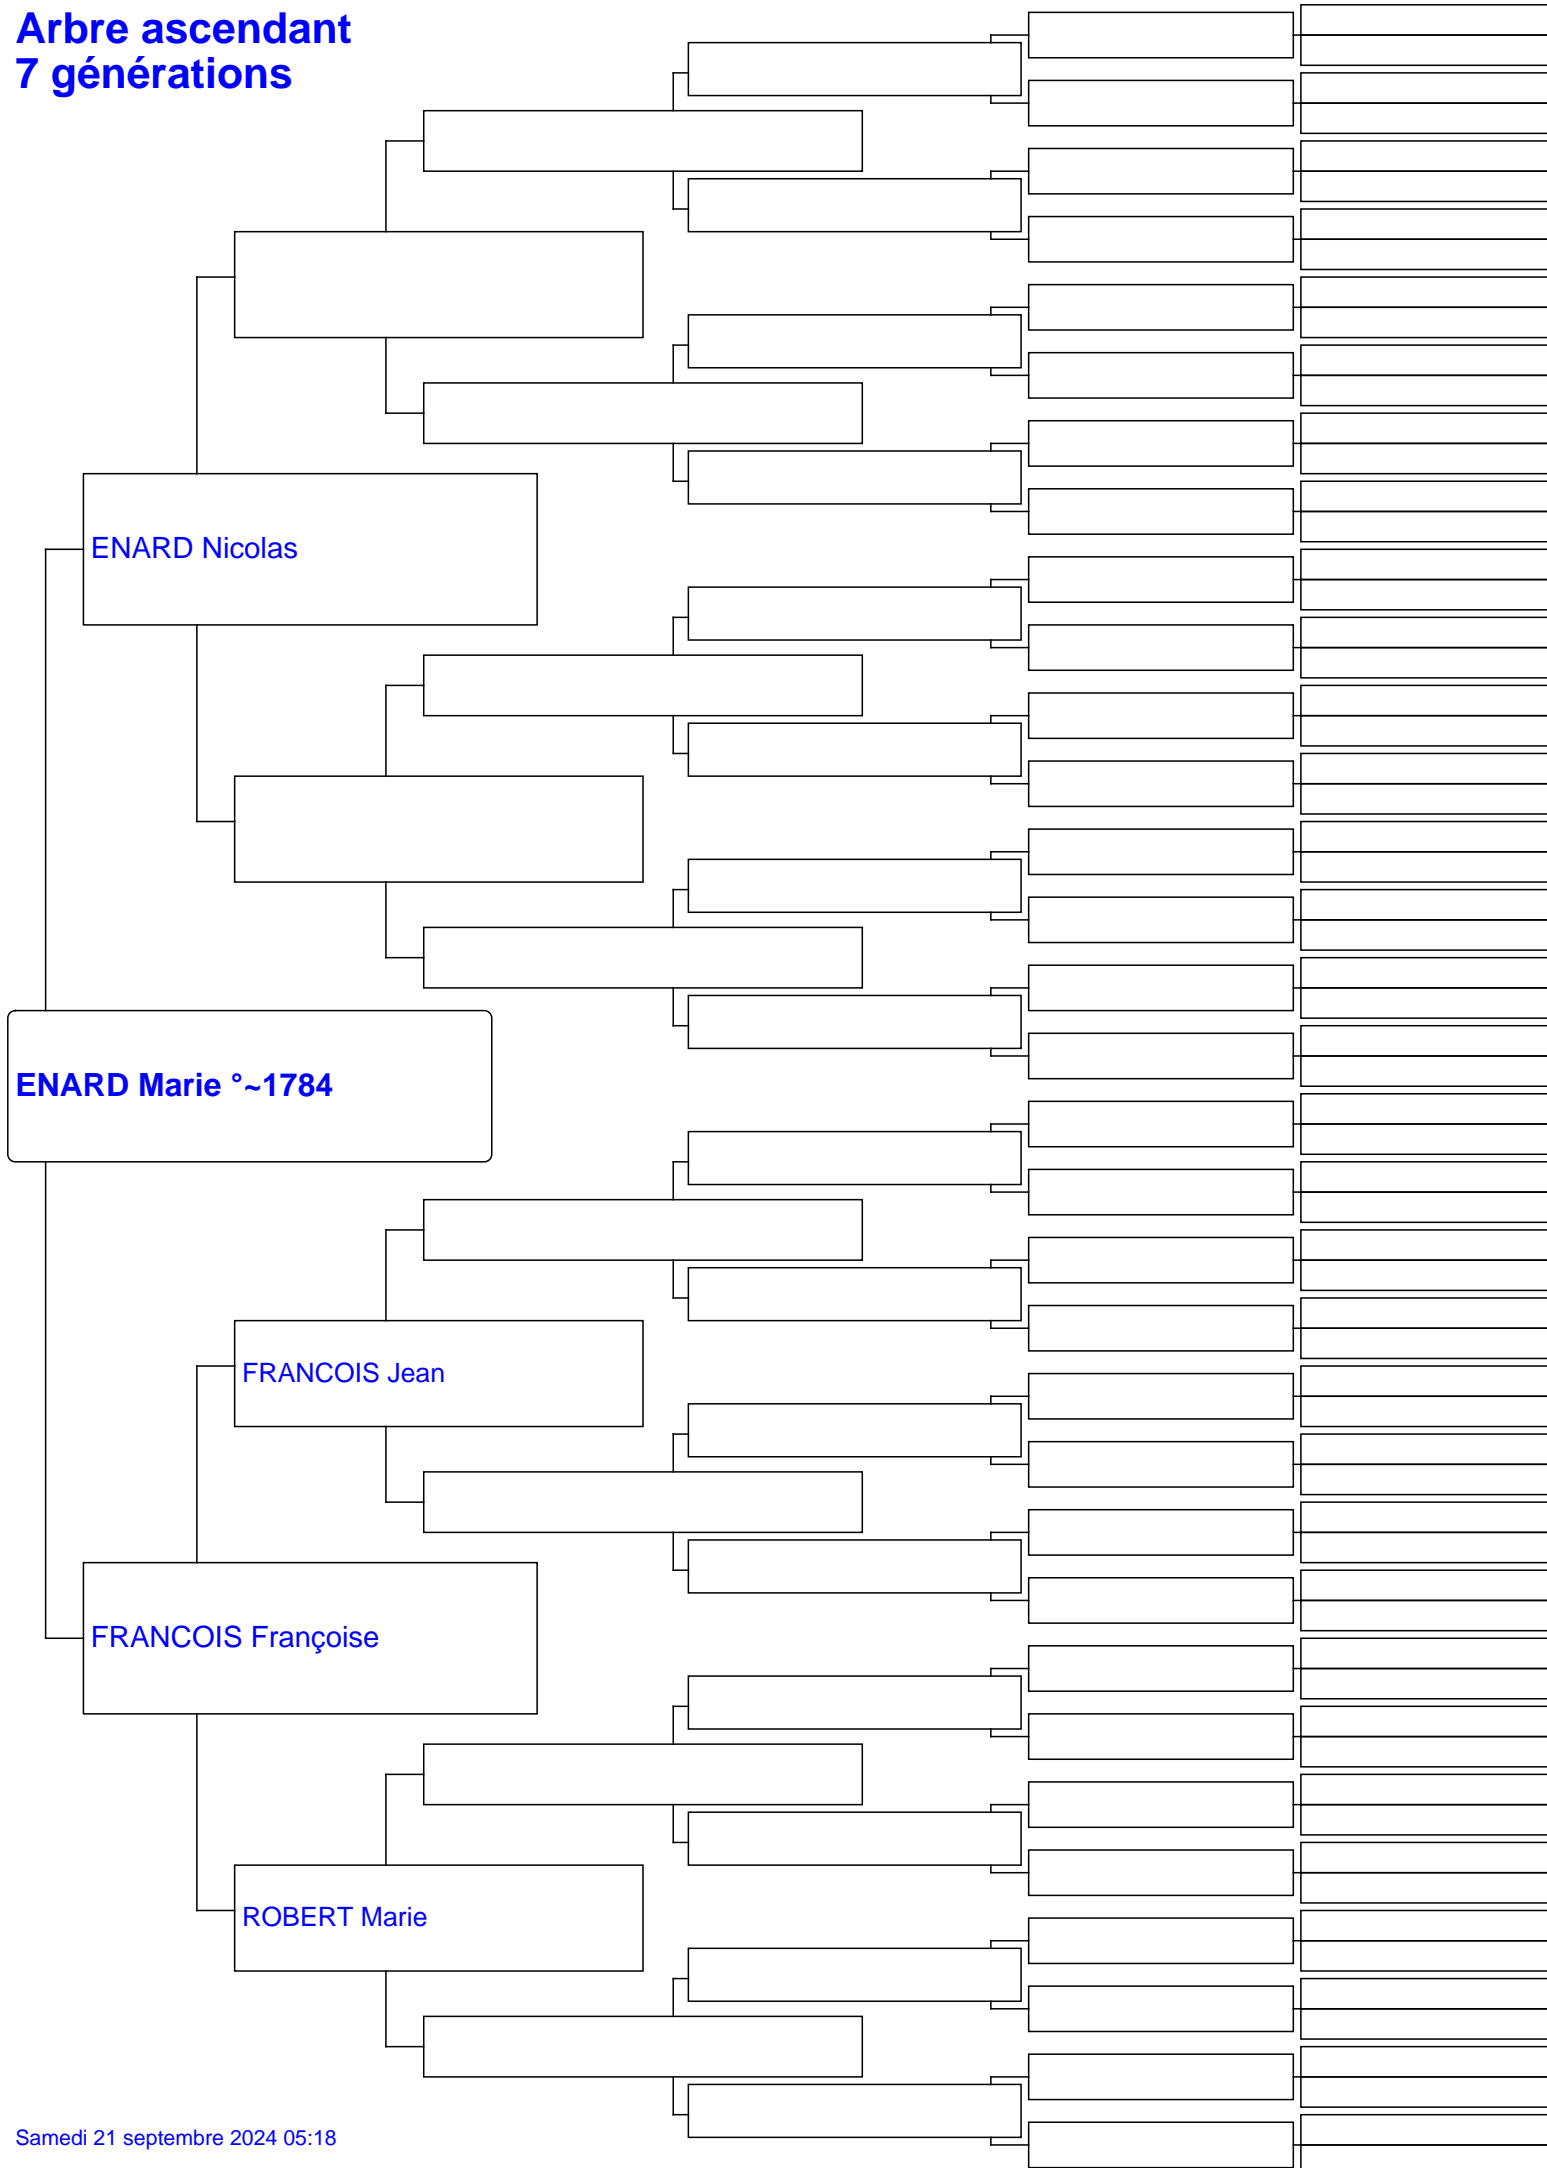 Arbre ascendant
7 générations
ENARD Nicolas
ENARD Marie °~1784
FRANCOIS Jean
FRANCOIS Françoise
ROBERT Marie
Samedi 21 septembre 2024 05:18